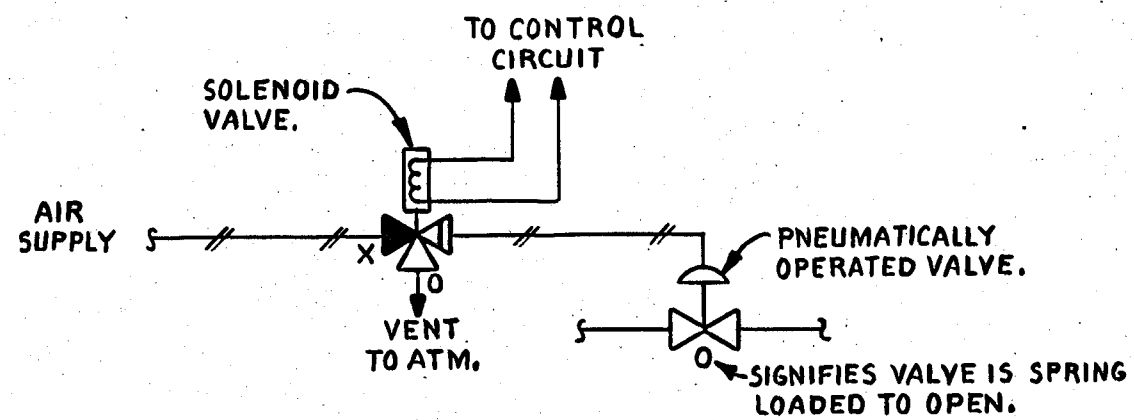 TO CONTROL
CIRCUIT
SOLENOID
VALVE.
AIR
SUPPLY
X
O
VENT
TO ATM.
PNEUMATICALLY
OPERATED VALVE.
O
SIGNIFIES VALVE IS SPRING
LOADED TO OPEN.